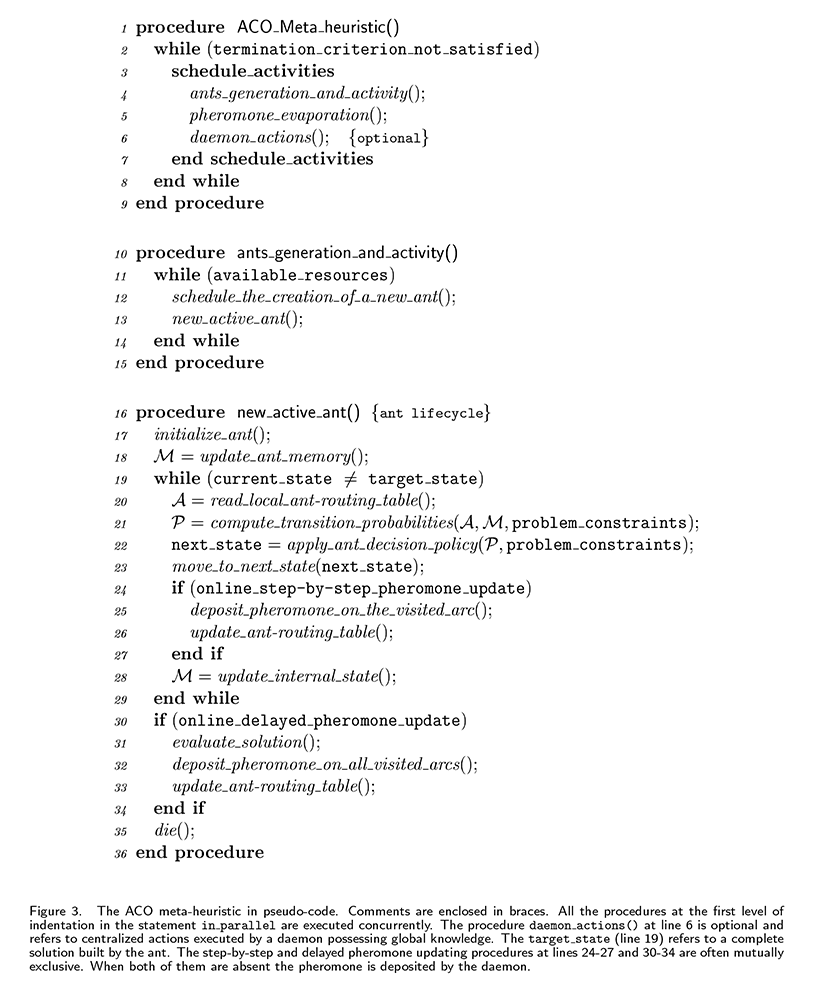 1 procedure ACO_Meta_heuristic()
2 while (termination_criterion_not_satisfied)
3 schedule_activities
4 ants_generation_and_activity();
5 pheromone_evaporation();
6 daemon_actions(); {optional}
7 end schedule_activities
8 end while
9 end procedure
10 procedure ants_generation_and_activity()
11 while (available_resources)
12 schedule_the_creation_of_a_new_ant();
13 new_active_ant();
14 end while
15 end procedure
16 procedure new_active_ant() {ant lifecycle}
17 initialize_ant();
18 ℳ = update_ant_memory();
19 while (current_state ≠ target_state)
20 𝒜 = read_local_ant-routing_table();
21 𝒫 = compute_transition_probabilities(𝒜, ℳ, problem_constraints);
22 next_state = apply_ant_decision_policy(𝒫, problem_constraints);
23 move_to_next_state(next_state);
24 if (online_step-by-step_pheromone_update)
25 deposit_pheromone_on_the_visited_arc();
26 update_ant-routing_table();
27 end if
28 ℳ = update_internal_state();
29 end while
30 if (online_delayed_pheromone_update)
31 evaluate_solution();
32 deposit_pheromone_on_all_visited_arcs();
33 update_ant-routing_table();
34 end if
35 die();
36 end procedure
Figure 3. The ACO meta-heuristic in pseudo-code. Comments are enclosed in braces. All the procedures at the first level of
indentation in the statement in_parallel are executed concurrently. The procedure daemon_actions() at line 6 is optional and
refers to centralized actions executed by a daemon possessing global knowledge. The target_state (line 19) refers to a complete
solution built by the ant. The step-by-step and delayed pheromone updating procedures at lines 24-27 and 30-34 are often mutually
exclusive. When both of them are absent the pheromone is deposited by the daemon.